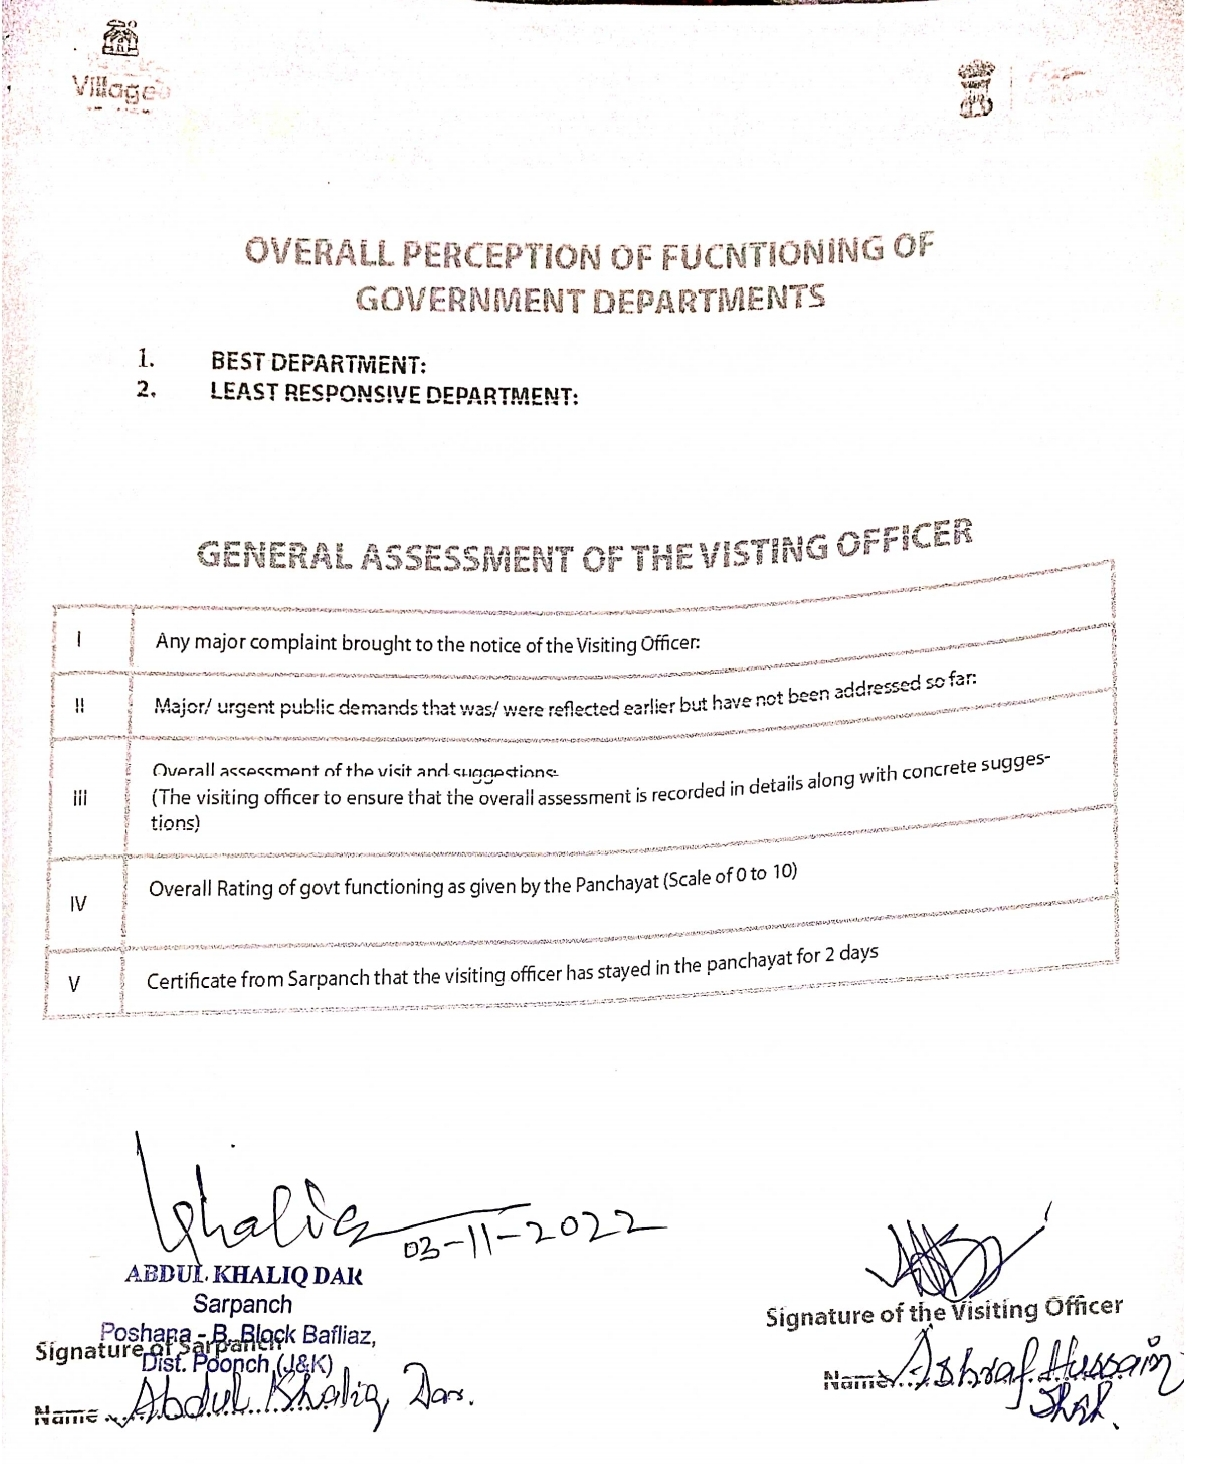 Village
OVERALL PERCEPTION OF FUCNTIONING OF
GOVERNMENT DEPARTMENTS
1. BEST DEPARTMENT:
2. LEAST RESPONSIVE DEPARTMENT:
GENERAL ASSESSMENT OF THE VISTING OFFICER
I Any major complaint brought to the notice of the Visiting Officer:
II Major/ urgent public demands that was/ were reflected earlier but have not been addressed so far:
III Overall assessment of the visit and suggestions
(The visiting officer to ensure that the overall assessment is recorded in details along with concrete sugges-
tions)
IV Overall Rating of govt functioning as given by the Panchayat (Scale of 0 to 10)
V Certificate from Sarpanch that the visiting officer has stayed in the panchayat for 2 days
Khaliq 03-11-2022
ABDUL KHALIQ DAR
Sarpanch
Poshana - B, Block Bafliaz,
Signature of Sarpanch
Dist. Poonch (J&K)
Name Abdul Khaliq Dar.
Signature of the Visiting Officer
Name Ashraf Hussain
Shah.